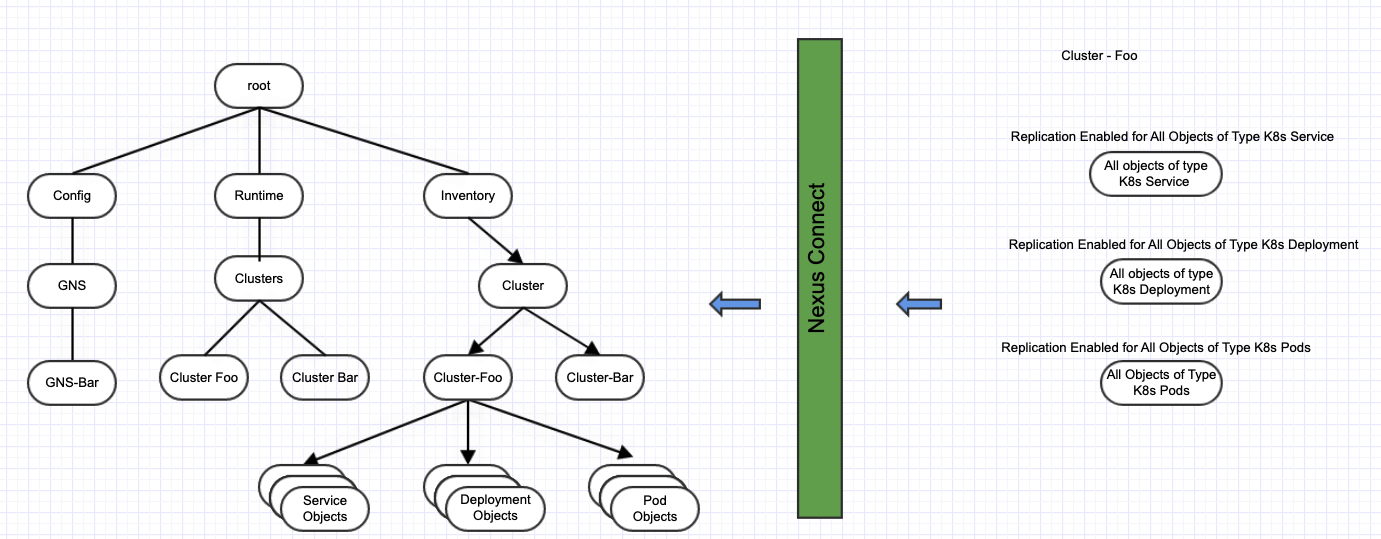 root
Config
Runtime
Inventory
GNS
Clusters
Cluster
GNS-Bar
Cluster Foo
Cluster Bar
Cluster-Foo
Cluster-Bar
Service
Objects
Deployment
Objects
Pod
Objects
Nexus Connect
Cluster - Foo
Replication Enabled for All Objects of Type K8s Service
All objects of type
K8s Service
Replication Enabled for All Objects of Type K8s Deployment
All objects of type
K8s Deployment
Replication Enabled for All Objects of Type K8s Pods
All Objects of Type
K8s Pods